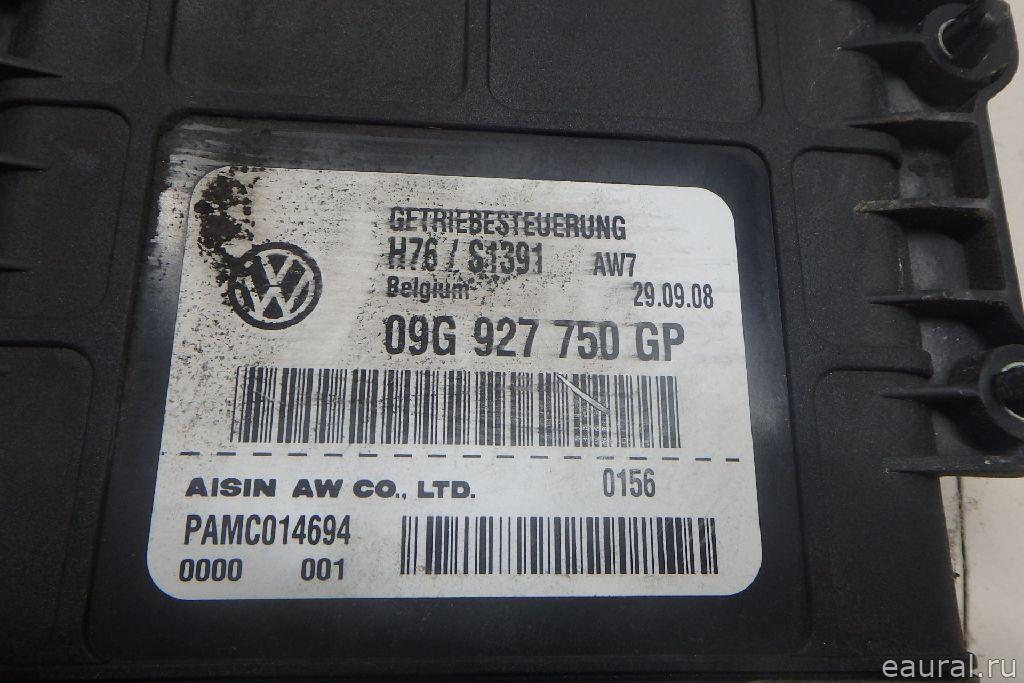 GETRIEBESTEUERUNG
H76 / S1391 AW7
Belgium 29.09.08
09G 927 750 GP
AISIN AW CO., LTD. 0156
PAMC014694
0000 001
eaural.ru